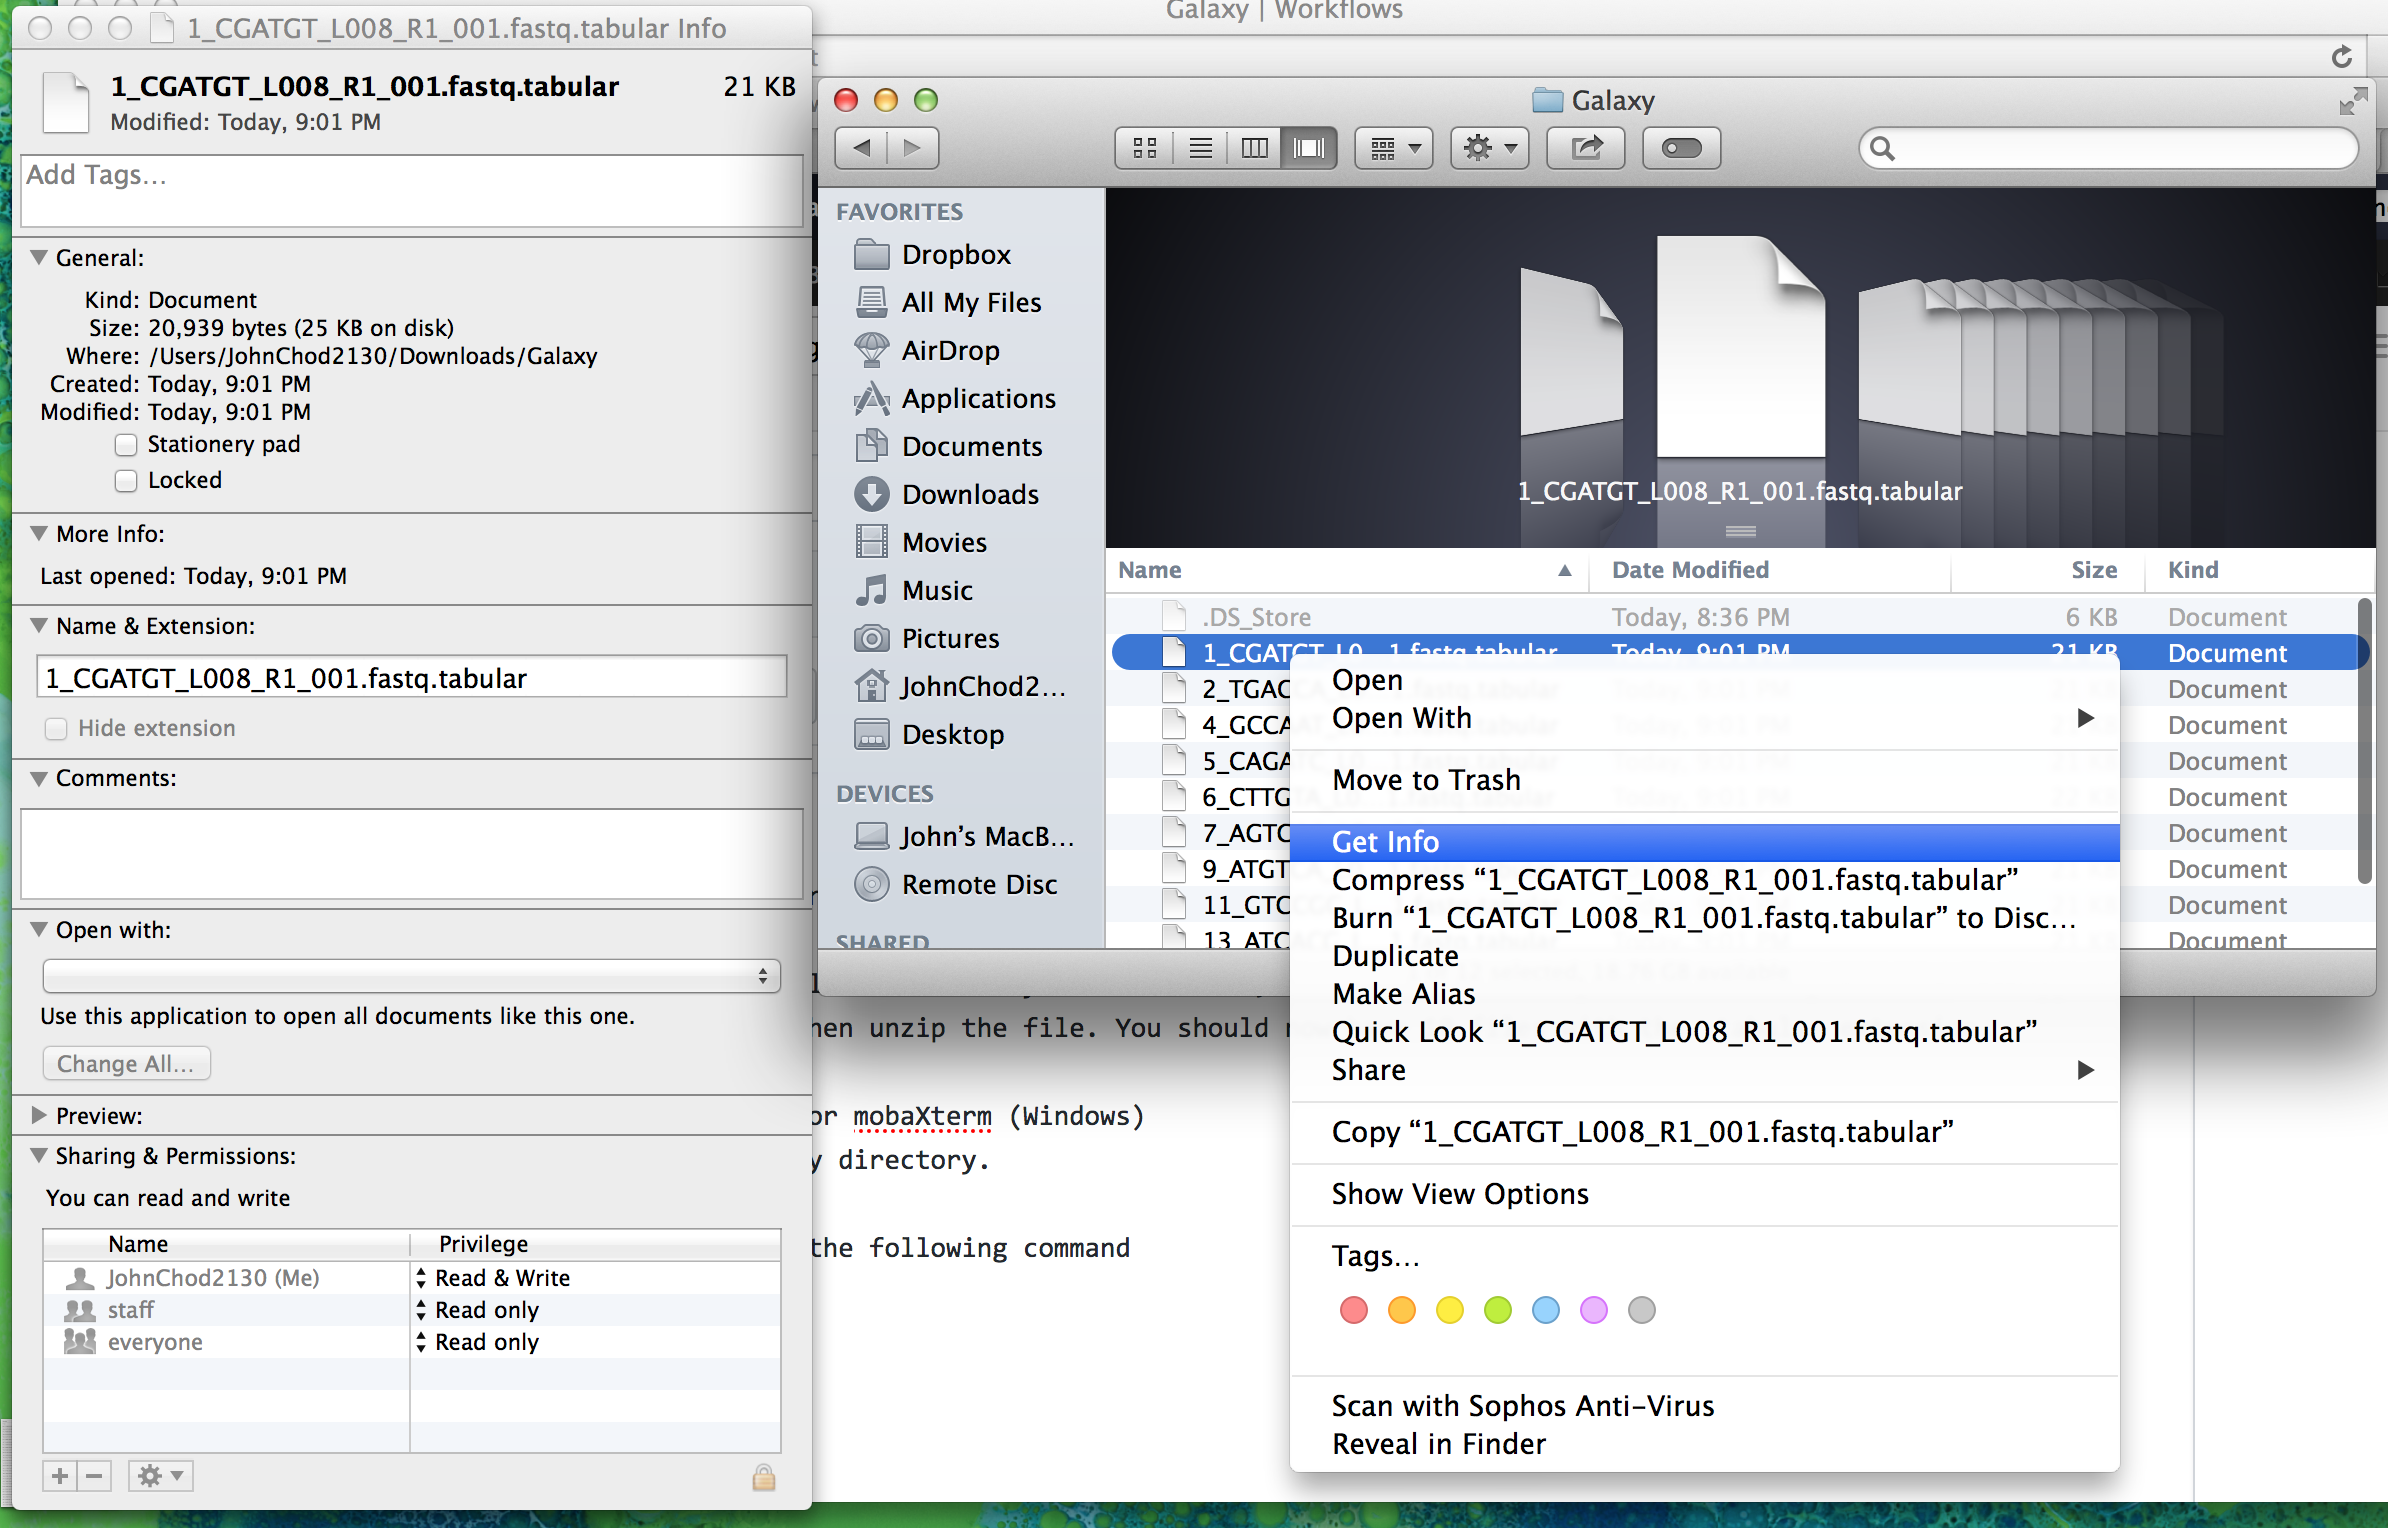 Galaxy | Workflows
1_CGATGT_L008_R1_001.fastq.tabular Info
1_CGATGT_L008_R1_001.fastq.tabular 21 KB
Modified: Today, 9:01 PM
Add Tags…
General:
Kind: Document
Size: 20,939 bytes (25 KB on disk)
Where: /Users/JohnChod2130/Downloads/Galaxy
Created: Today, 9:01 PM
Modified: Today, 9:01 PM
Stationery pad
Locked
More Info:
Last opened: Today, 9:01 PM
Name & Extension:
1_CGATGT_L008_R1_001.fastq.tabular
Hide extension
Comments:
Open with:
Use this application to open all documents like this one.
Change All…
Preview:
Sharing & Permissions:
You can read and write
Name Privilege
JohnChod2130 (Me) Read & Write
staff Read only
everyone Read only
Galaxy
FAVORITES
Dropbox
All My Files
AirDrop
Applications
Documents
Downloads
Movies
Music
Pictures
JohnChod2…
Desktop
DEVICES
John's MacB…
Remote Disc
SHARED
1_CGATGT_L008_R1_001.fastq.tabular
Name Date Modified Size Kind
.DS_Store Today, 8:36 PM 6 KB Document
1_CGATGT_L0…1.fastq.tabular Today, 9:01 PM 21 KB Document
2_TGACCA Document
4_GCCA Document
5_CAGA Document
6_CTTG Document
7_AGTC Document
9_ATGT Document
11_GTC Document
13_ATC Document
Open
Open With
Move to Trash
Get Info
Compress “1_CGATGT_L008_R1_001.fastq.tabular”
Burn “1_CGATGT_L008_R1_001.fastq.tabular” to Disc…
Duplicate
Make Alias
Quick Look “1_CGATGT_L008_R1_001.fastq.tabular”
Share
Copy “1_CGATGT_L008_R1_001.fastq.tabular”
Show View Options
Tags…
Scan with Sophos Anti-Virus
Reveal in Finder
hen unzip the file. You should
or mobaXterm (Windows)
y directory.
the following command